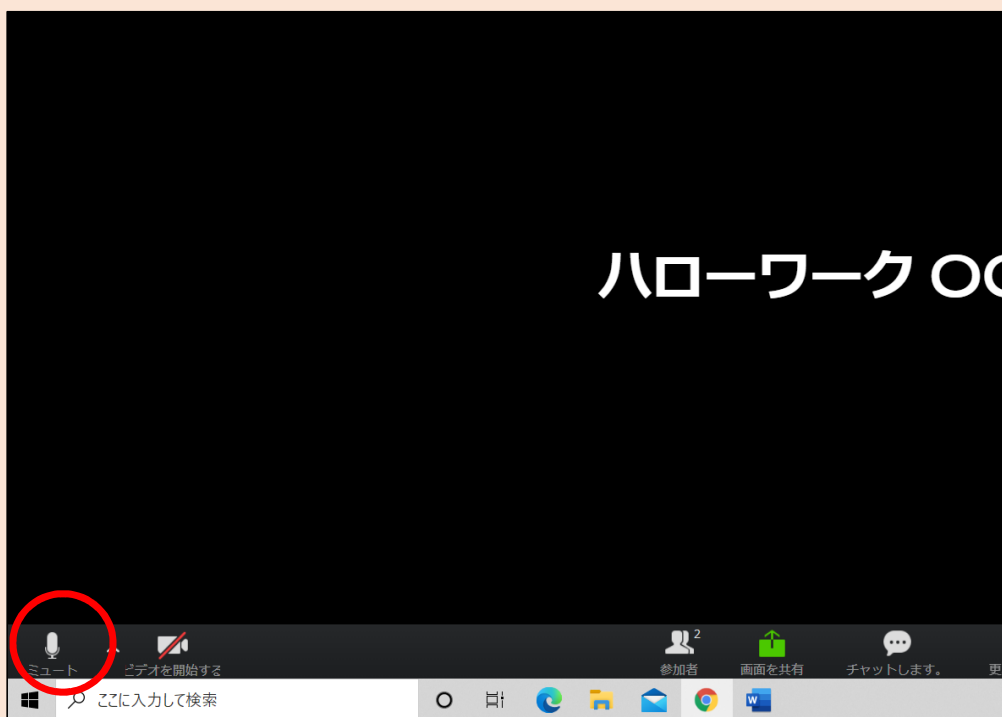 ハローワーク 〇〇
ミュート
ビデオを開始する
参加者
2
画面を共有
チャットします。
更
ここに入力して検索
W